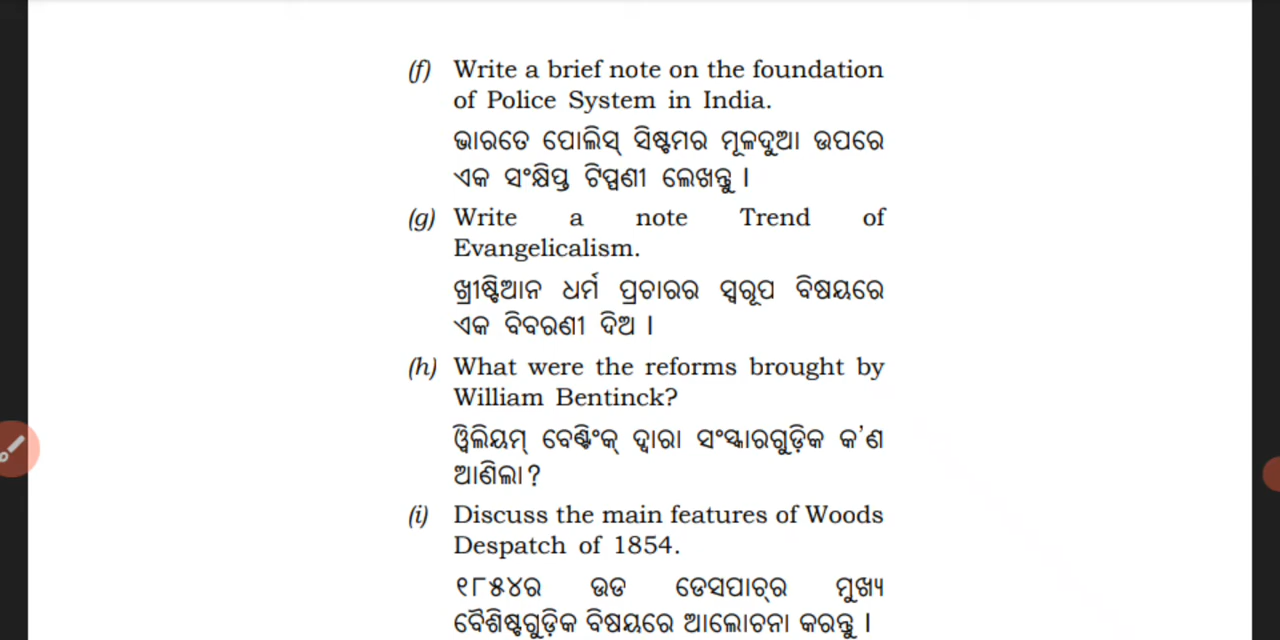 (f) Write a brief note on the foundation
of Police System in India.
ଭାରତେ ପୋଲିସ୍ ସିଷ୍ଟମର ମୂଳଦୁଆ ଉପରେ
ଏକ ସଂକ୍ଷିପ୍ତ ଟିପ୍ପଣୀ ଲେଖନ୍ତୁ ।
(g) Write a note Trend of
Evangelicalism.
ଖ୍ରୀଷ୍ଟିଆନ ଧର୍ମ ପ୍ରଚାରର ସ୍ୱରୂପ ବିଷୟରେ
ଏକ ବିବରଣୀ ଦିଅ ।
(h) What were the reforms brought by
William Bentinck?
ୱିଲିୟମ୍ ବେଣ୍ଟିଂକ୍ ଦ୍ୱାରା ସଂସ୍କାରଗୁଡ଼ିକ କ'ଣ
ଆଣିଲା ?
(i) Discuss the main features of Woods
Despatch of 1854.
୧୮୫୪ର ଉଡ ଡେସପାଚ୍‌ର ମୁଖ୍ୟ
ବୈଶିଷ୍ଟଗୁଡ଼ିକ ବିଷୟରେ ଆଲୋଚନା କରନ୍ତୁ ।